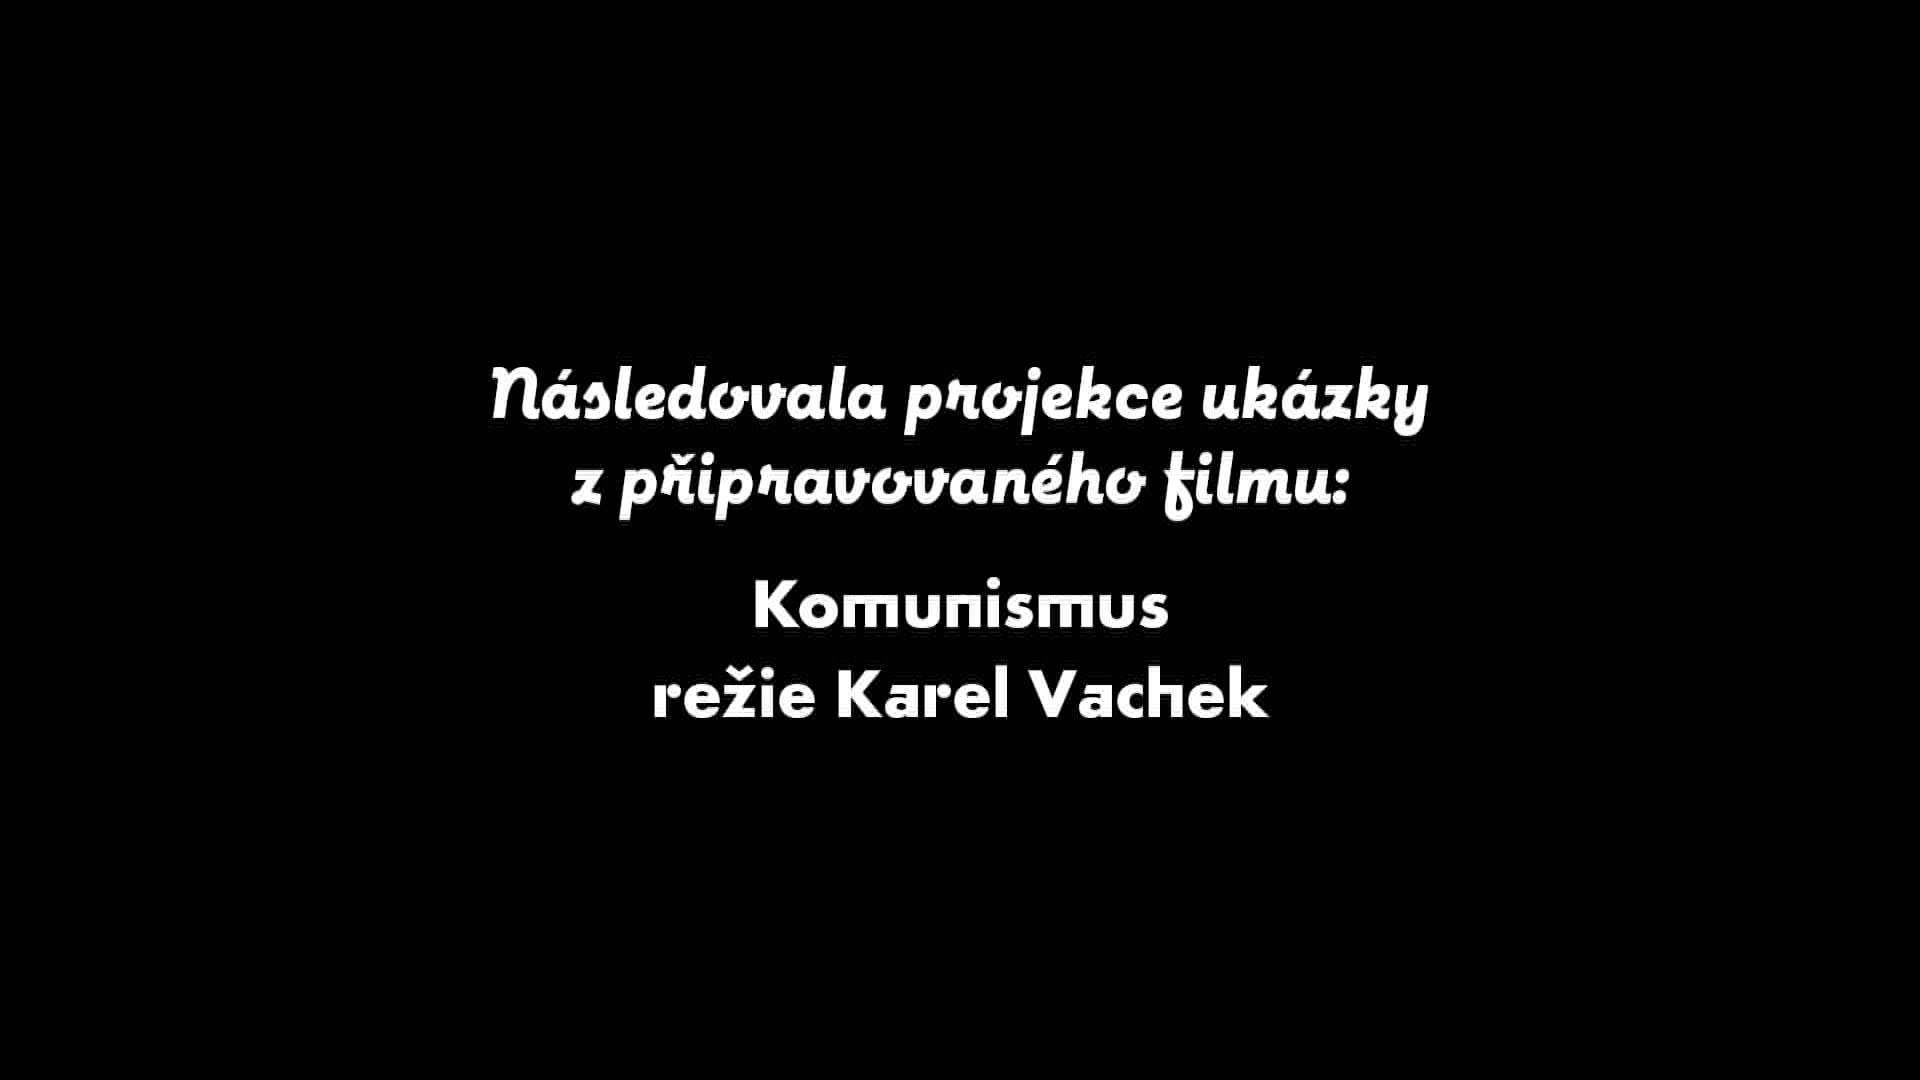 Následovala projekce ukázky
z připravovaného filmu:
Komunismus
režie Karel Vachek